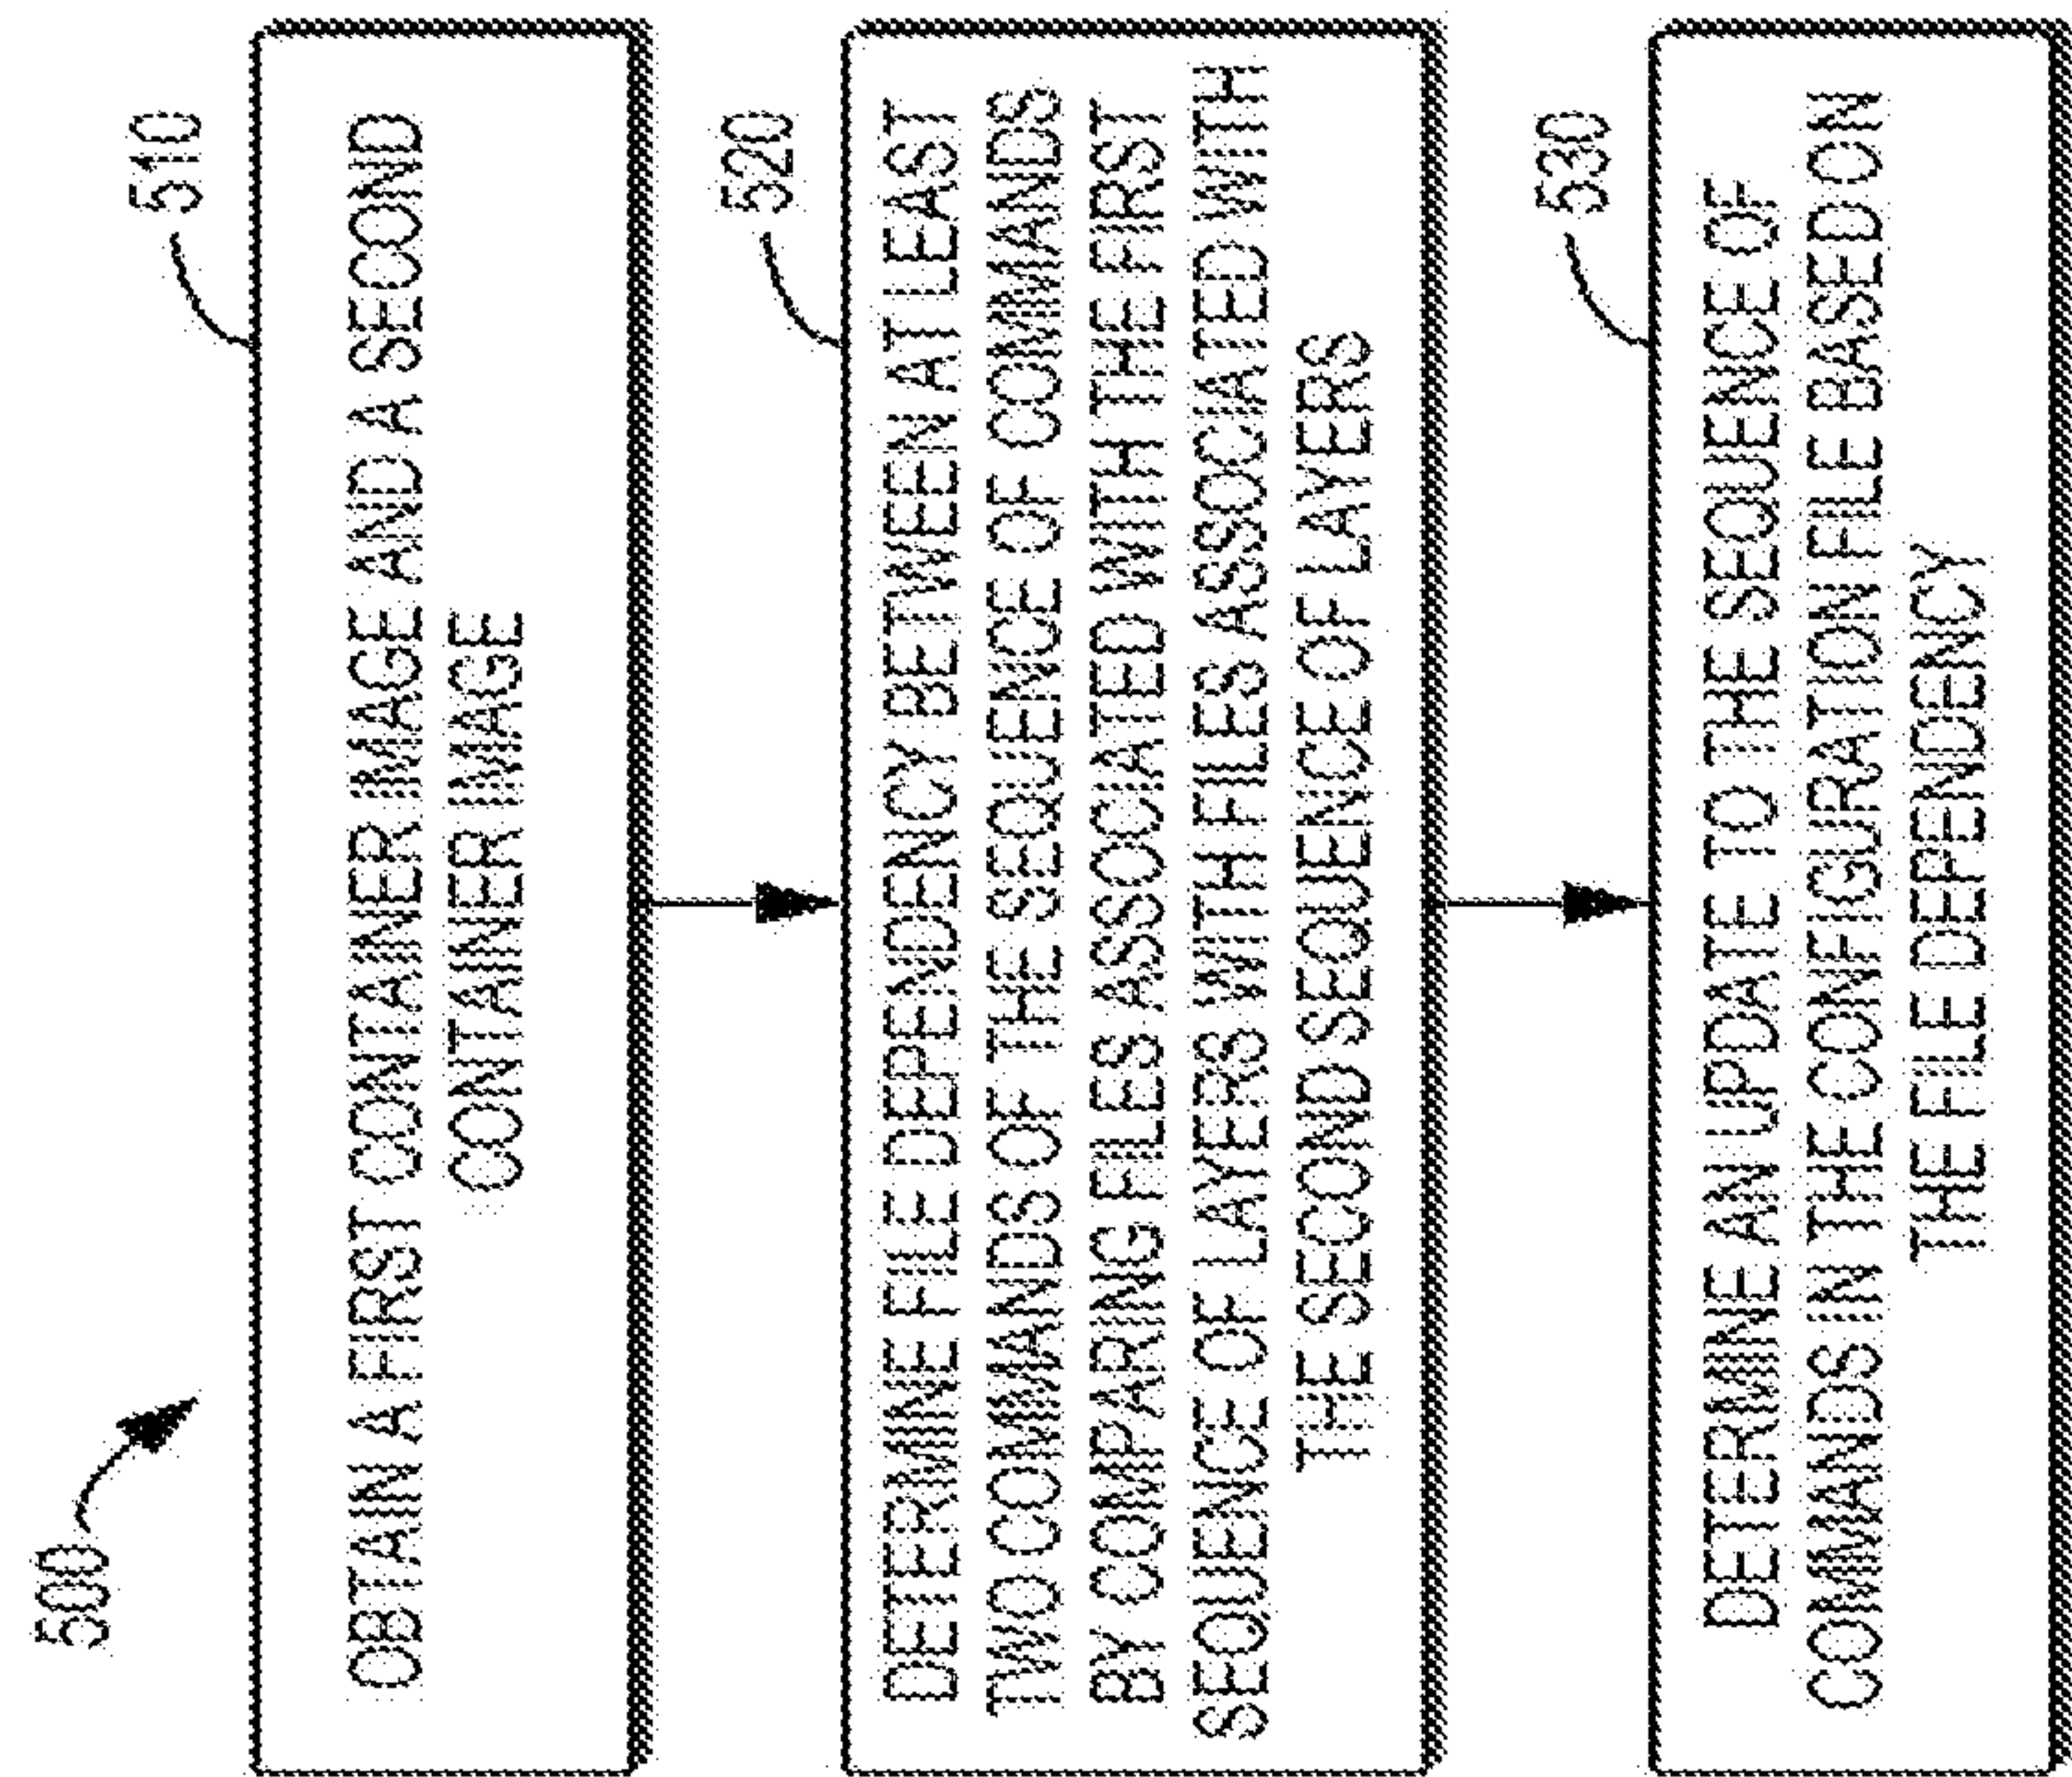 500
510
OBTAIN A FIRST CONTAINER IMAGE AND A SECOND
CONTAINER IMAGE
520
DETERMINE FILE DEPENDENCY BETWEEN AT LEAST
TWO COMMANDS OF THE SEQUENCE OF COMMANDS
BY COMPARING FILES ASSOCIATED WITH THE FIRST
SEQUENCE OF LAYERS WITH FILES ASSOCIATED WITH
THE SECOND SEQUENCE OF LAYERS
530
DETERMINE AN UPDATE TO THE SEQUENCE OF
COMMANDS IN THE CONFIGURATION FILE BASED ON
THE FILE DEPENDENCY